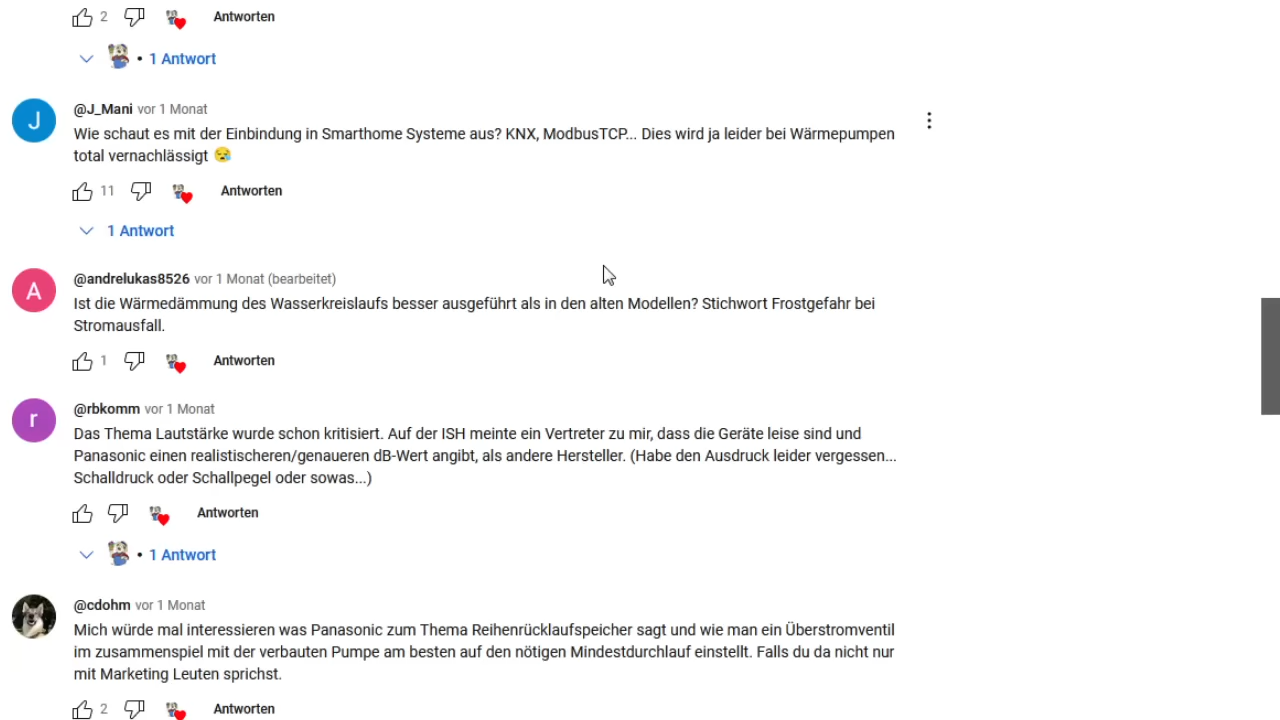 2 Antworten
• 1 Antwort
@J_Mani vor 1 Monat
Wie schaut es mit der Einbindung in Smarthome Systeme aus? KNX, ModbusTCP... Dies wird ja leider bei Wärmepumpen
total vernachlässigt 😪
11 Antworten
1 Antwort
@andrelukas8526 vor 1 Monat (bearbeitet)
Ist die Wärmedämmung des Wasserkreislaufs besser ausgeführt als in den alten Modellen? Stichwort Frostgefahr bei
Stromausfall.
1 Antworten
@rbkomm vor 1 Monat
Das Thema Lautstärke wurde schon kritisiert. Auf der ISH meinte ein Vertreter zu mir, dass die Geräte leise sind und
Panasonic einen realistischeren/genaueren dB-Wert angibt, als andere Hersteller. (Habe den Ausdruck leider vergessen...
Schalldruck oder Schallpegel oder sowas...)
Antworten
• 1 Antwort
@cdohm vor 1 Monat
Mich würde mal interessieren was Panasonic zum Thema Reihenrücklaufspeicher sagt und wie man ein Überstromventil
im zusammenspiel mit der verbauten Pumpe am besten auf den nötigen Mindestdurchlauf einstellt. Falls du da nicht nur
mit Marketing Leuten sprichst.
2 Antworten
J
A
r